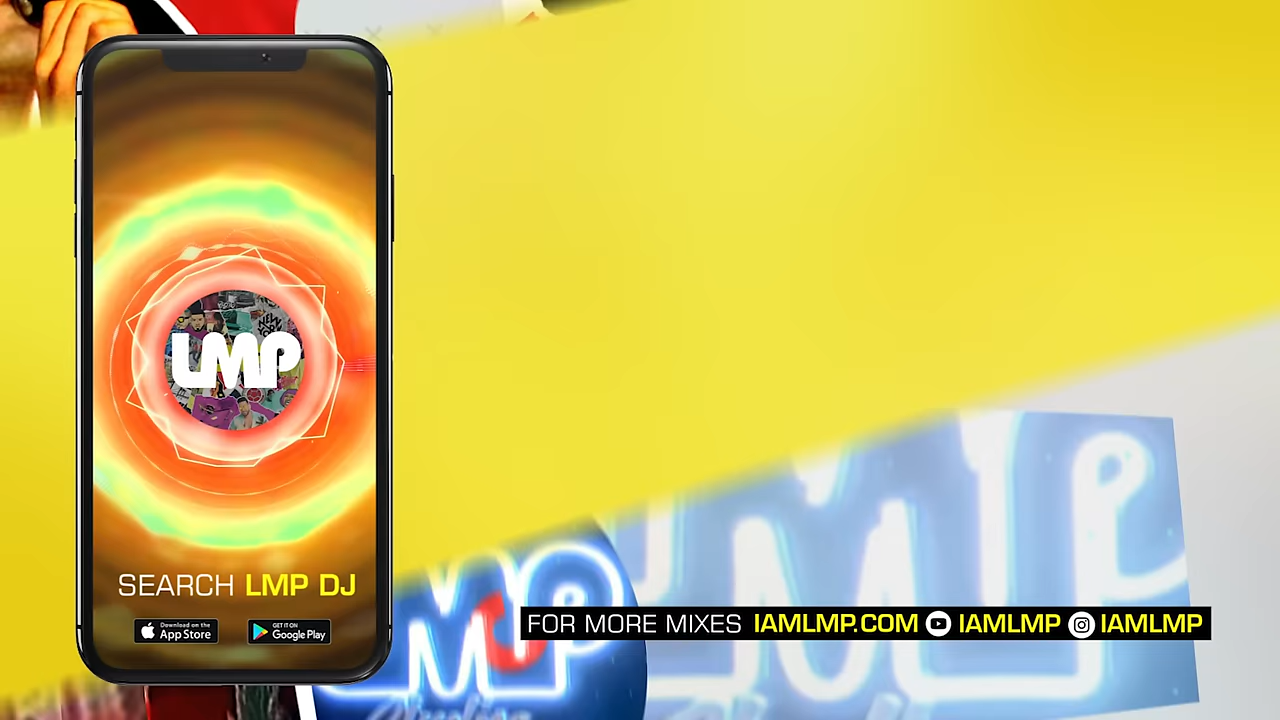 LMP
SEARCH LMP DJ
Download on the
App Store
GET IT ON
Google Play
LMP
FOR MORE MIXES IAMLMP.COM IAMLMP IAMLMP